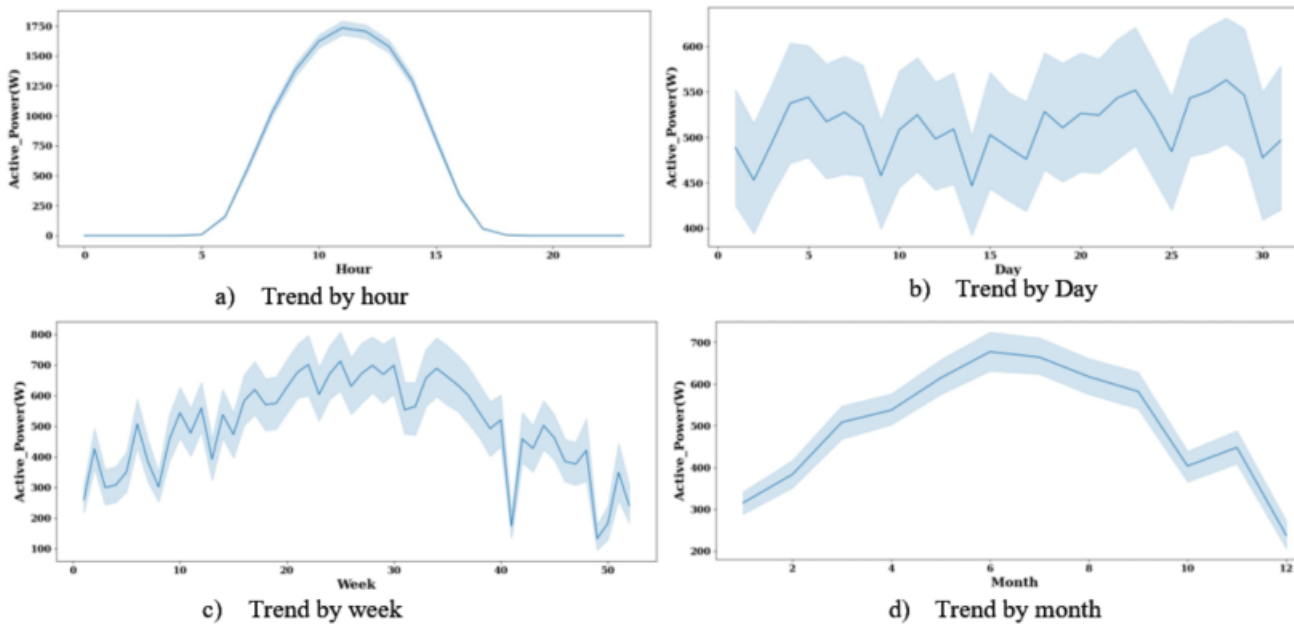 1750
1500
1250
1000
750
500
250
0
Active_Power(W)
0 5 10 15 20
Hour
a) Trend by hour
600
550
500
450
400
Active_Power(W)
0 5 10 15 20 25 30
Day
b) Trend by Day
800
700
600
500
400
300
200
100
Active_Power(W)
0 10 20 30 40 50
Week
c) Trend by week
700
600
500
400
300
200
Active_Power(W)
2 4 6 8 10 12
Month
d) Trend by month